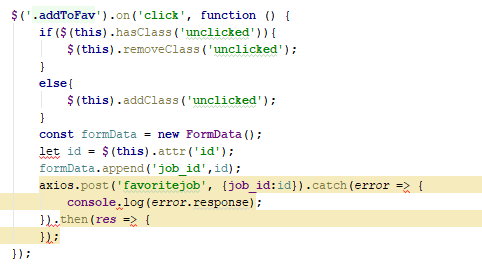 $('.addToFav').on('click', function () {
if($(this).hasClass('unclicked')){
$(this).removeClass('unclicked');
}
else{
$(this).addClass('unclicked');
}
const formData = new FormData();
let id = $(this).attr('id');
formData.append('job_id',id);
axios.post('favoritejob', {job_id:id}).catch(error => {
console.log(error.response);
}).then(res => {
});
});